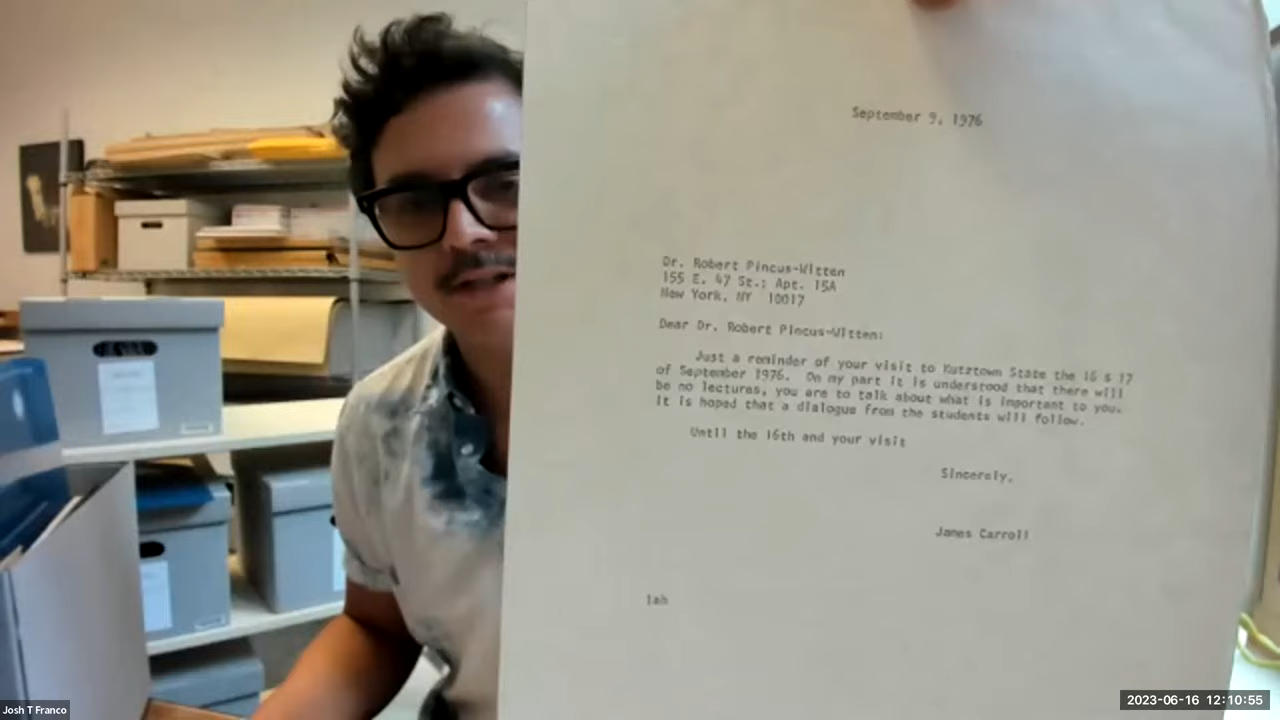 September 9, 1976
Dr. Robert Pincus-Witten
155 E. 47 St.; Apt. 15A
New York, NY 10017
Dear Dr. Robert Pincus-Witten:
Just a reminder of your visit to Kutztown State the 16 & 17
of September 1976. On my part it is understood that there will
be no lectures, you are to talk about what is important to you.
It is hoped that a dialogue from the students will follow.
Until the 16th and your visit
Sincerely,
James Carroll
lah
Josh T Franco
2023-06-16 12:10:55